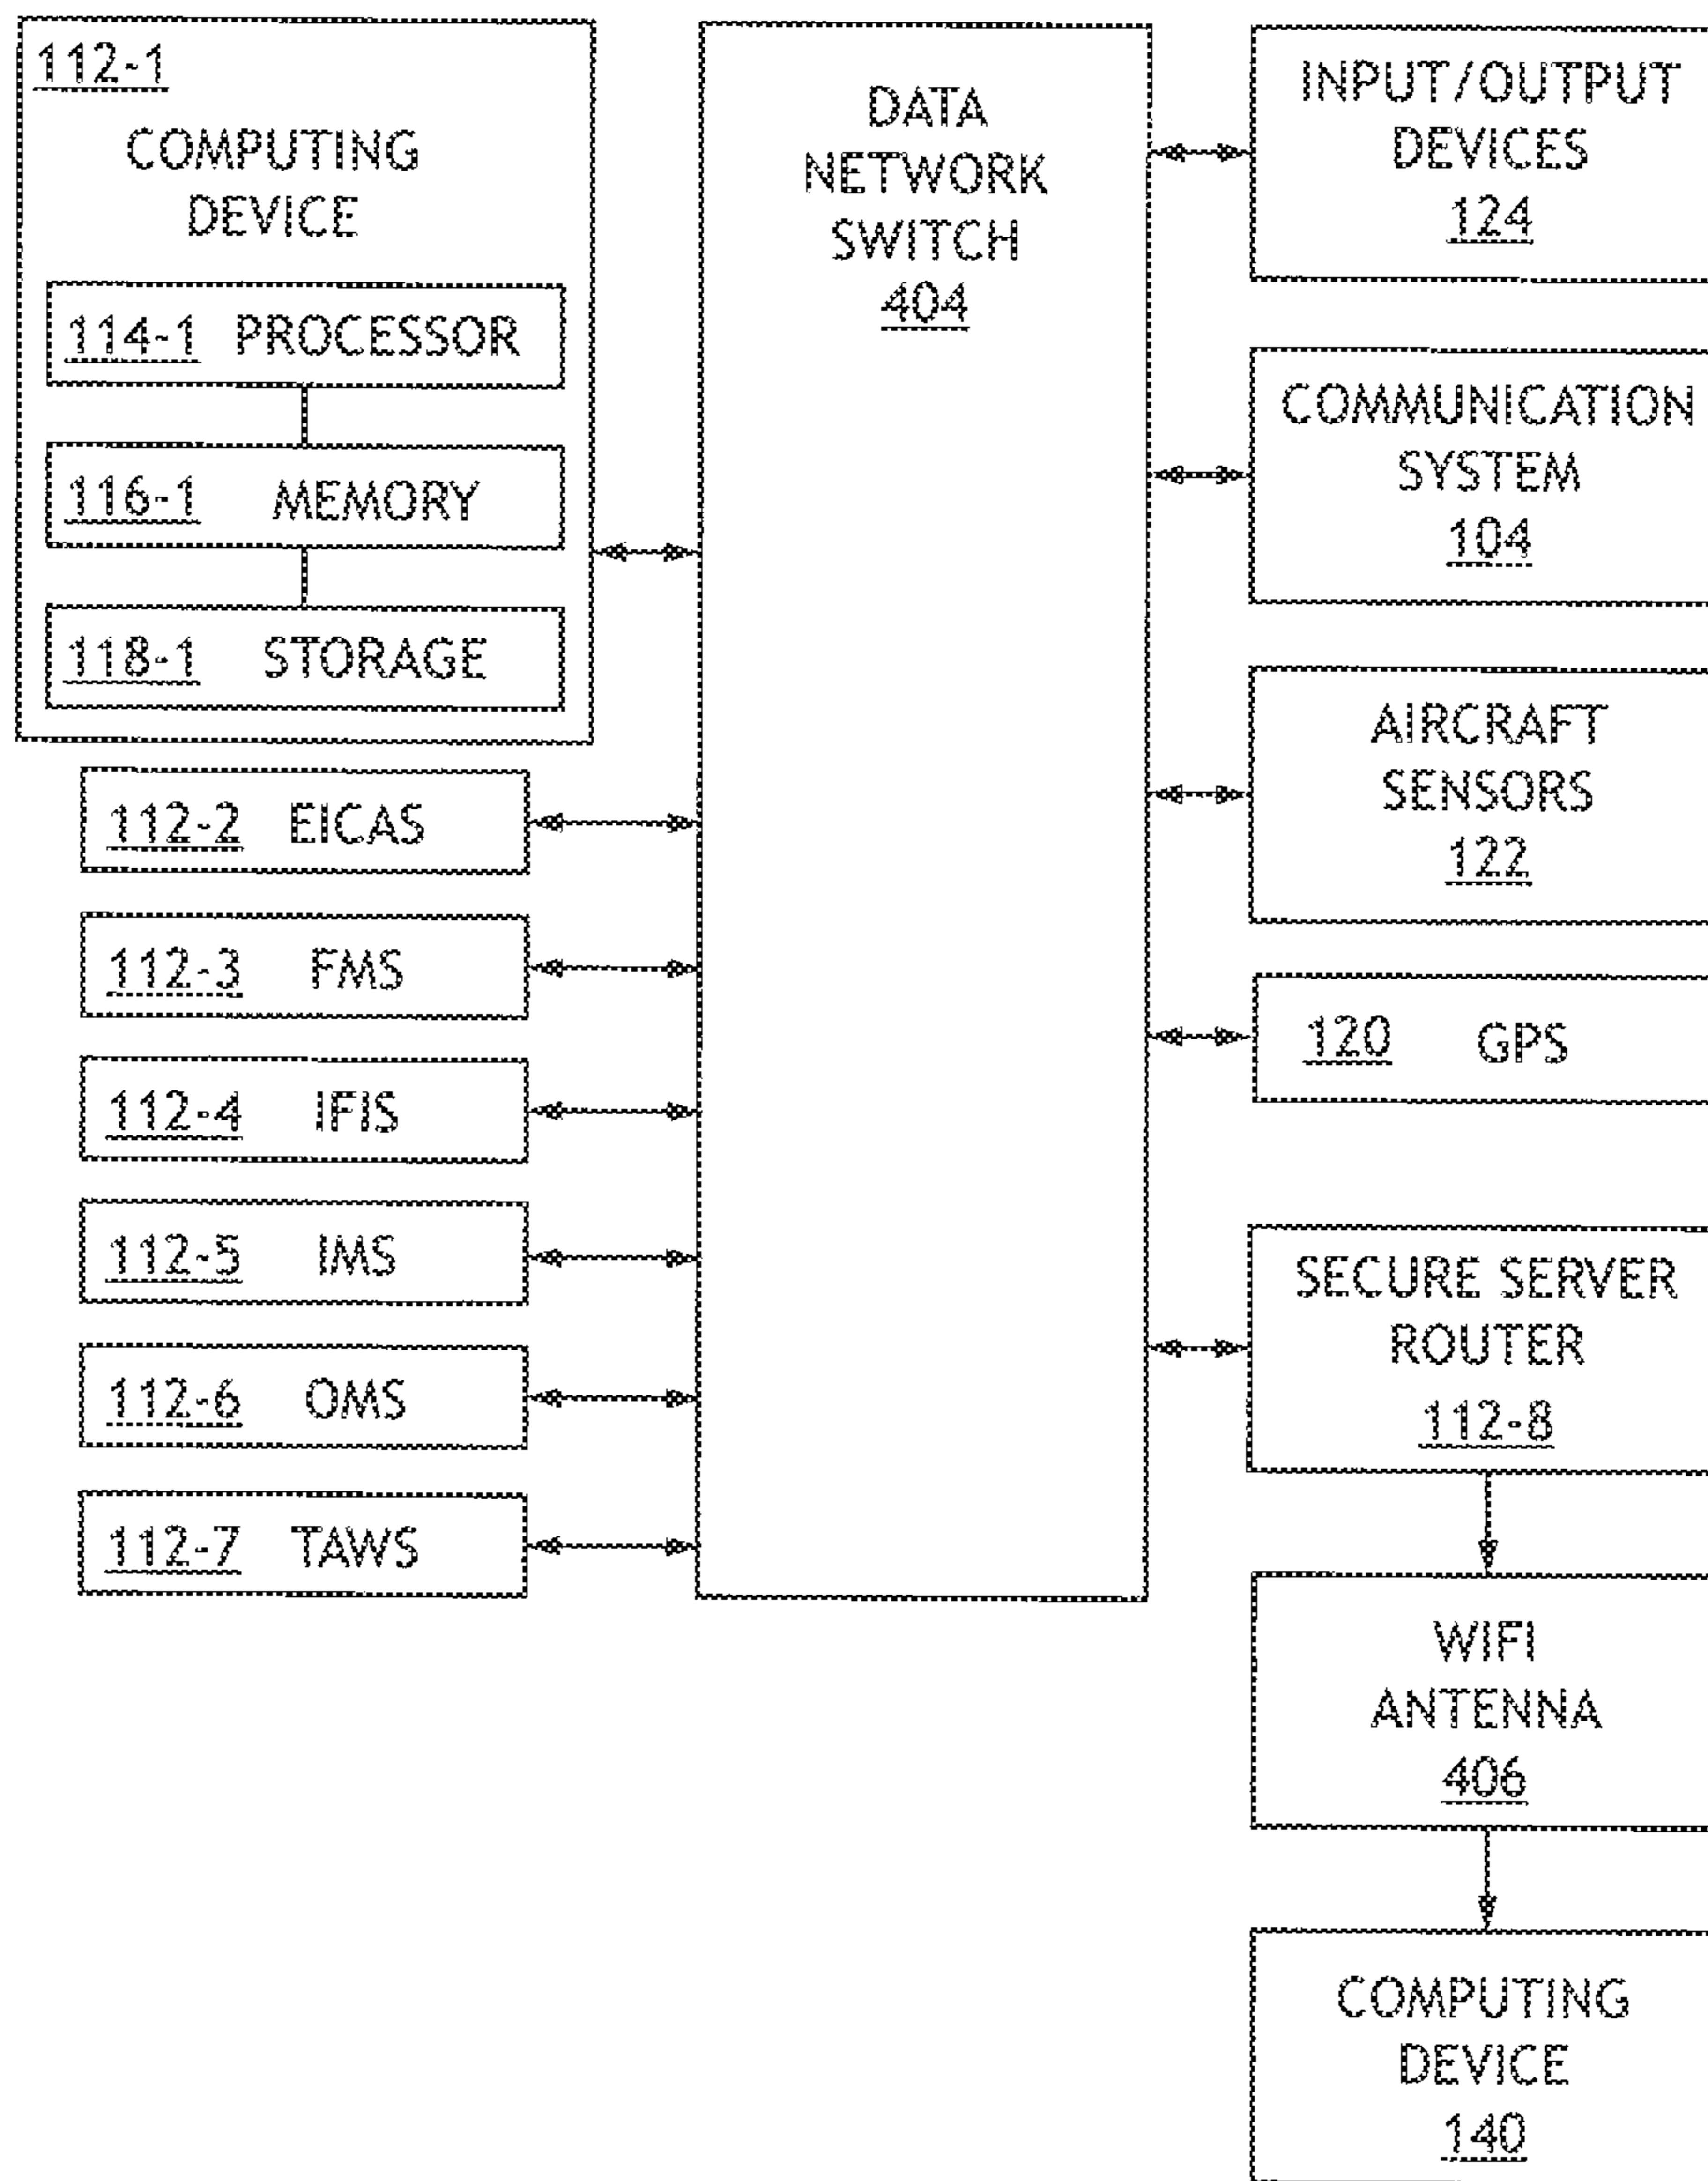 112-1
COMPUTING
DEVICE
114-1 PROCESSOR
116-1 MEMORY
118-1 STORAGE
112-2 EICAS
112-3 FMS
112-4 IFIS
112-5 IMS
112-6 OMS
112-7 TAWS
DATA
NETWORK
SWITCH
404
INPUT/OUTPUT
DEVICES
124
COMMUNICATION
SYSTEM
104
AIRCRAFT
SENSORS
122
120 GPS
SECURE SERVER
ROUTER
112-8
WIFI
ANTENNA
406
COMPUTING
DEVICE
140